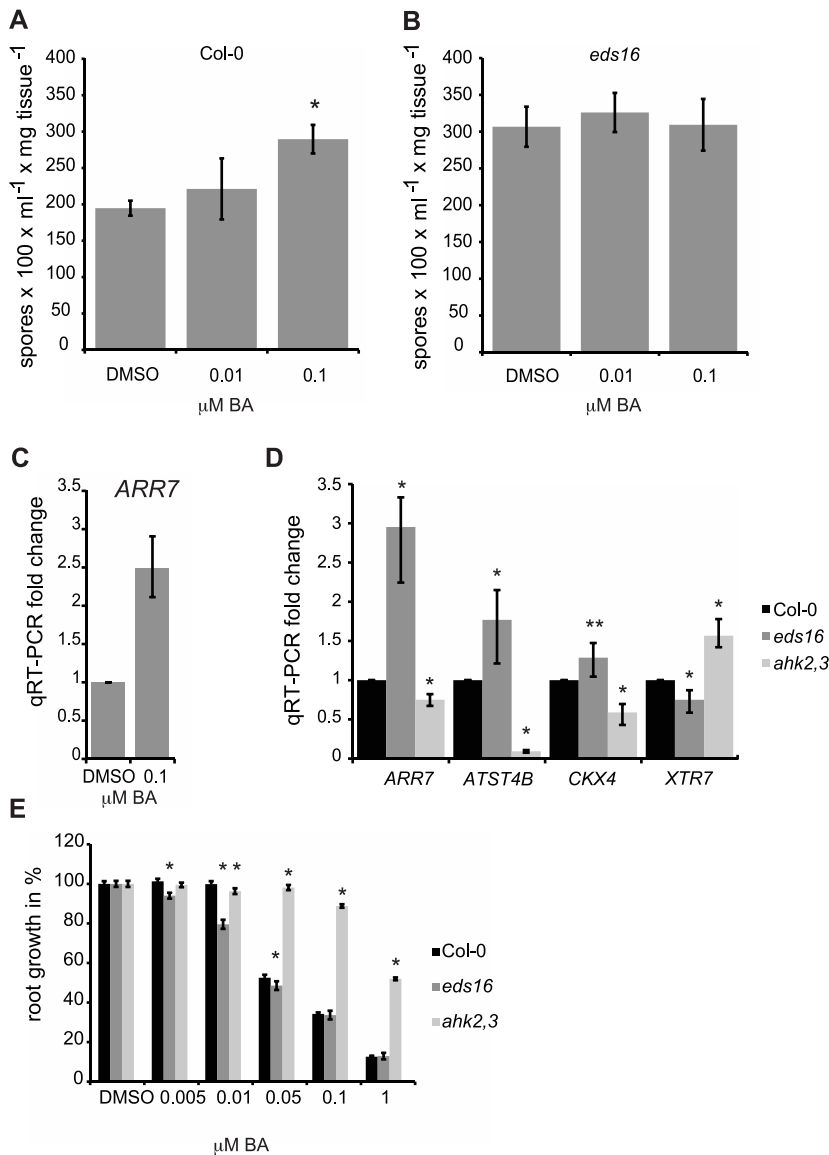 A
Col-0
spores x 100 x ml⁻¹ x mg tissue⁻¹
400
350
300
250
200
150
100
50
0
*
DMSO 0.01 0.1
µM BA
B
eds16
spores x 100 x ml⁻¹ x mg tissue⁻¹
400
350
300
250
200
150
100
50
0
DMSO 0.01 0.1
µM BA
C
ARR7
qRT-PCR fold change
3.5
3
2.5
2
1.5
1
0.5
0
DMSO 0.1
µM BA
D
qRT-PCR fold change
3.5
3
2.5
2
1.5
1
0.5
0
* * * * ** * * *
ARR7 ATST4B CKX4 XTR7
Col-0
eds16
ahk2,3
E
root growth in %
120
100
80
60
40
20
0
* * * * * * *
DMSO 0.005 0.01 0.05 0.1 1
µM BA
Col-0
eds16
ahk2,3